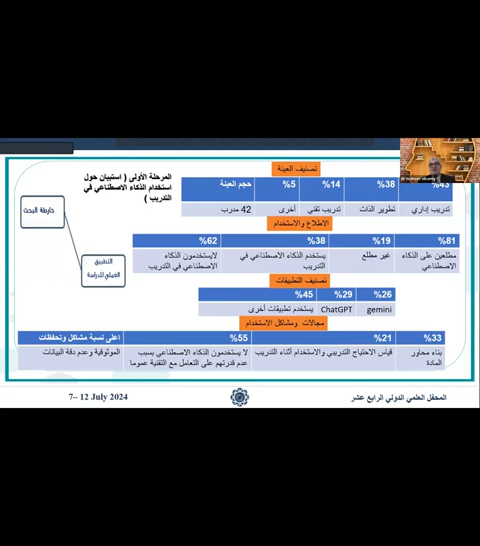 تصنيف العينة
المرحلة الأولى ( استبيان حول
استخدام الذكاء الاصطناعي في
التدريب )
خارطة البحث
التطبيق
العملي للدراسة
%43 %38 %14 %5 حجم العينة
تدريب إداري تطوير الذات تدريب تقني أخرى 42 مدرب
الاطلاع والاستخدام
%81 %19 %38 %62
مطلعين على الذكاء غير مطلع يستخدم الذكاء الاصطناعي في لايستخدمون الذكاء
الاصطناعي التدريب الاصطناعي في التدريب
تصنيف التطبيقات
%26 %29 %45
gemini ChatGPT يستخدم تطبيقات أخرى
مجالات ومشاكل الاستخدام
%33 %21 %55 اعلى نسبة مشاكل وتحفظات
بناء محاور قياس الاحتياج التدريبي والاستخدام أثناء التدريب لا يستخدمون الذكاء الاصطناعي بسبب الموثوقية وعدم دقة البيانات
المادة عدم قدرتهم على التعامل مع التقنية عموما
7– 12 July 2024
المحفل العلمي الدولي الرابع عشر